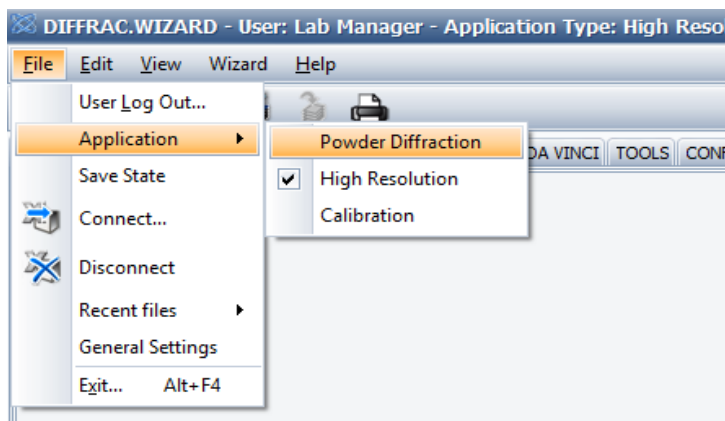 DIFFRAC.WIZARD - User: Lab Manager - Application Type: High Reso
File Edit View Wizard Help
User Log Out...
Application
Powder Diffraction
DA VINCI TOOLS CONF
Save State
High Resolution
Connect...
Calibration
Disconnect
Recent files
General Settings
Exit... Alt+F4